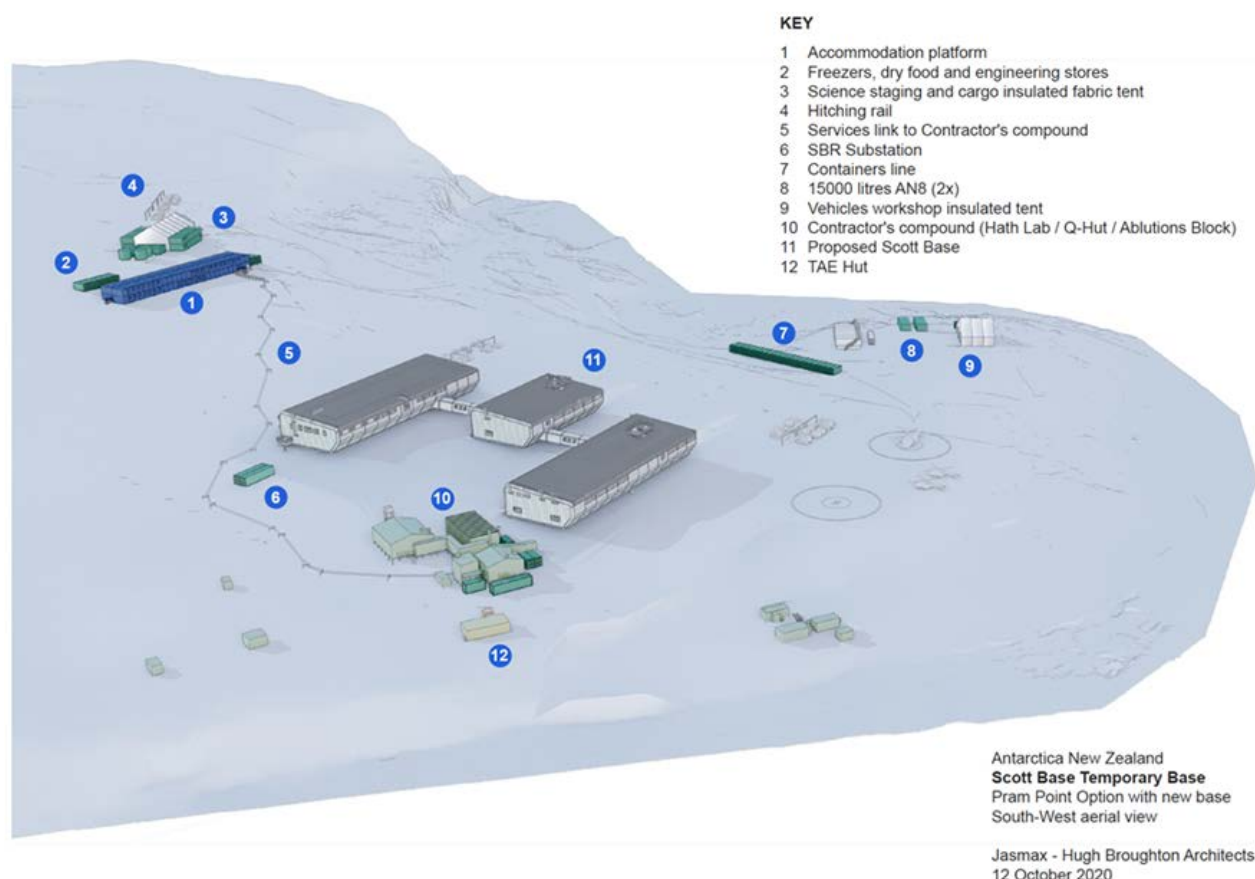 KEY
1 Accommodation platform
2 Freezers, dry food and engineering stores
3 Science staging and cargo insulated fabric tent
4 Hitching rail
5 Services link to Contractor's compound
6 SBR Substation
7 Containers line
8 15000 litres AN8 (2x)
9 Vehicles workshop insulated tent
10 Contractor's compound (Hath Lab / Q-Hut / Ablutions Block)
11 Proposed Scott Base
12 TAE Hut
4
3
2
1
5
7
8
9
11
6
10
12
Antarctica New Zealand
Scott Base Temporary Base
Pram Point Option with new base
South-West aerial view
Jasmax - Hugh Broughton Architects
12 October 2020